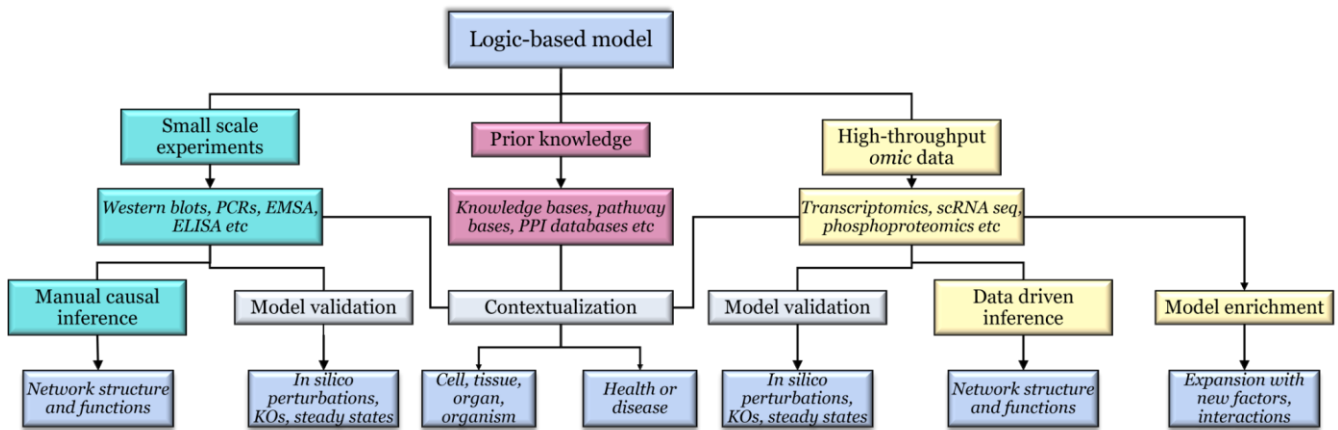 Logic-based model
Small scale
experiments
Prior knowledge
High-throughput
omic data
Western blots, PCRs, EMSA,
ELISA etc
Knowledge bases, pathway
bases, PPI databases etc
Transcriptomics, scRNA seq,
phosphoproteomics etc
Manual causal
inference
Model validation
Contextualization
Model validation
Data driven
inference
Model enrichment
Network structure
and functions
In silico
perturbations,
KOs, steady states
Cell, tissue,
organ,
organism
Health or
disease
In silico
perturbations,
KOs, steady states
Network structure
and functions
Expansion with
new factors,
interactions